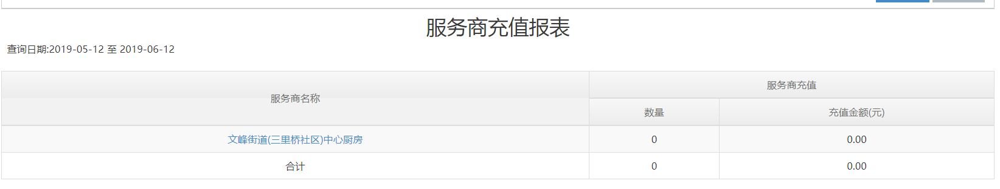 服务商充值报表
查询日期:2019-05-12 至 2019-06-12
服务商名称
服务商充值
数量
充值金额(元)
文峰街道(三里桥社区)中心厨房
0
0.00
合计
0
0.00